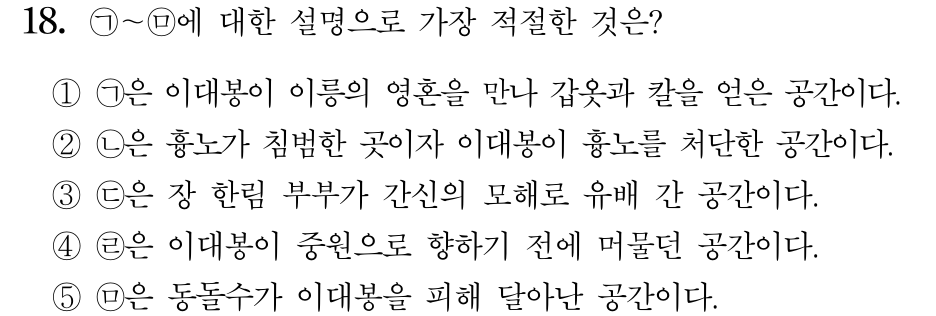 18. ㉠~㉤에 대한 설명으로 가장 적절한 것은?
① ㉠은 이대봉이 이릉의 영혼을 만나 갑옷과 칼을 얻은 공간이다.
② ㉡은 흉노가 침범한 곳이자 이대봉이 흉노를 처단한 공간이다.
③ ㉢은 장 한림 부부가 간신의 모해로 유배 간 공간이다.
④ ㉣은 이대봉이 중원으로 향하기 전에 머물던 공간이다.
⑤ ㉤은 동돌수가 이대봉을 피해 달아난 공간이다.